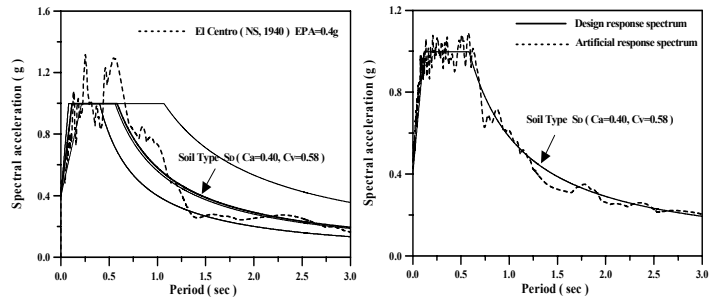 El Centro ( NS, 1940 ) EPA=0.4g
Soil Type SD ( Ca=0.40, Cv=0.58 )
Spectral acceleration ( g )
1.6
1.2
0.8
0.4
0.0
0.0 0.5 1.0 1.5 2.0 2.5 3.0
Period ( sec )
Design response spectrum
Artificial response spectrum
Soil Type SD ( Ca=0.40, Cv=0.58 )
Spectral acceleration (g)
1.2
0.8
0.4
0.0
0.0 0.5 1.0 1.5 2.0 2.5 3.0
Period ( sec )